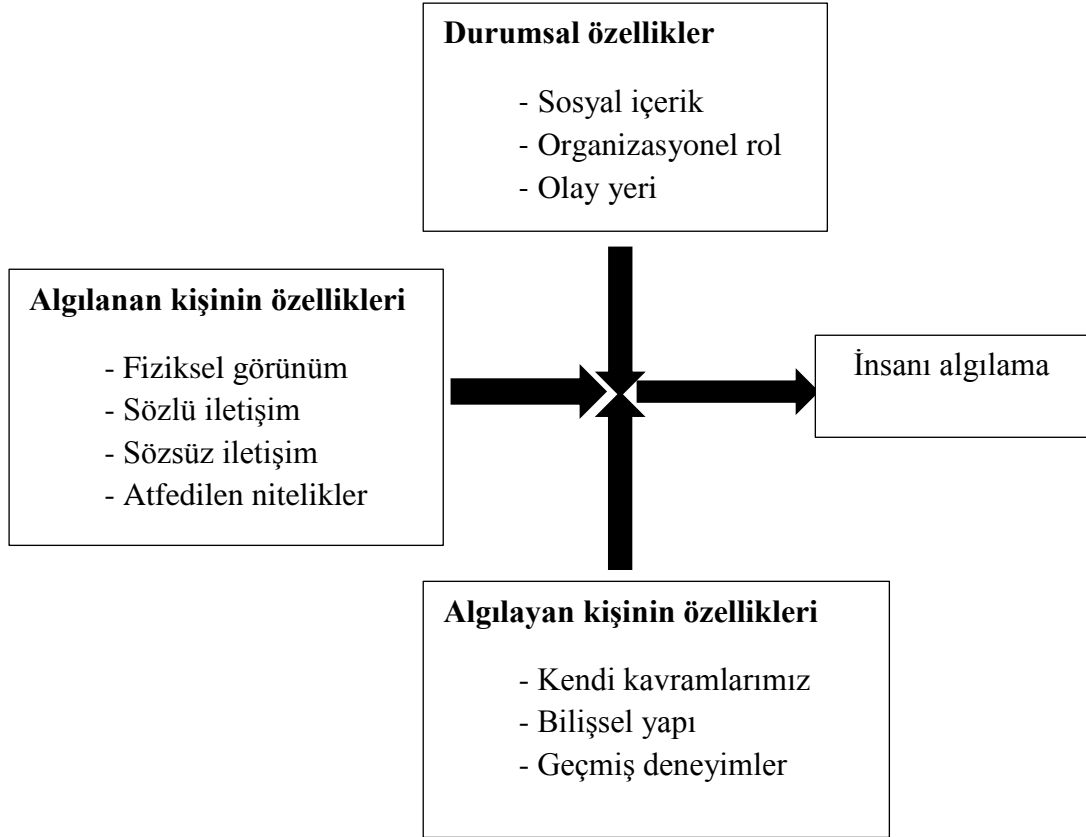 Durumsal özellikler
- Sosyal içerik
- Organizasyonel rol
- Olay yeri
Algılanan kişinin özellikleri
- Fiziksel görünüm
- Sözlü iletişim
- Sözsüz iletişim
- Atfedilen nitelikler
İnsanı algılama
Algılayan kişinin özellikleri
- Kendi kavramlarımız
- Bilişsel yapı
- Geçmiş deneyimler